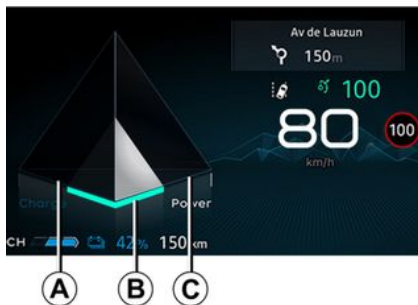 Av de Lauzun
150m
100
80
100
km/h
Charge
Power
CH
42%
150 km
A
B
C